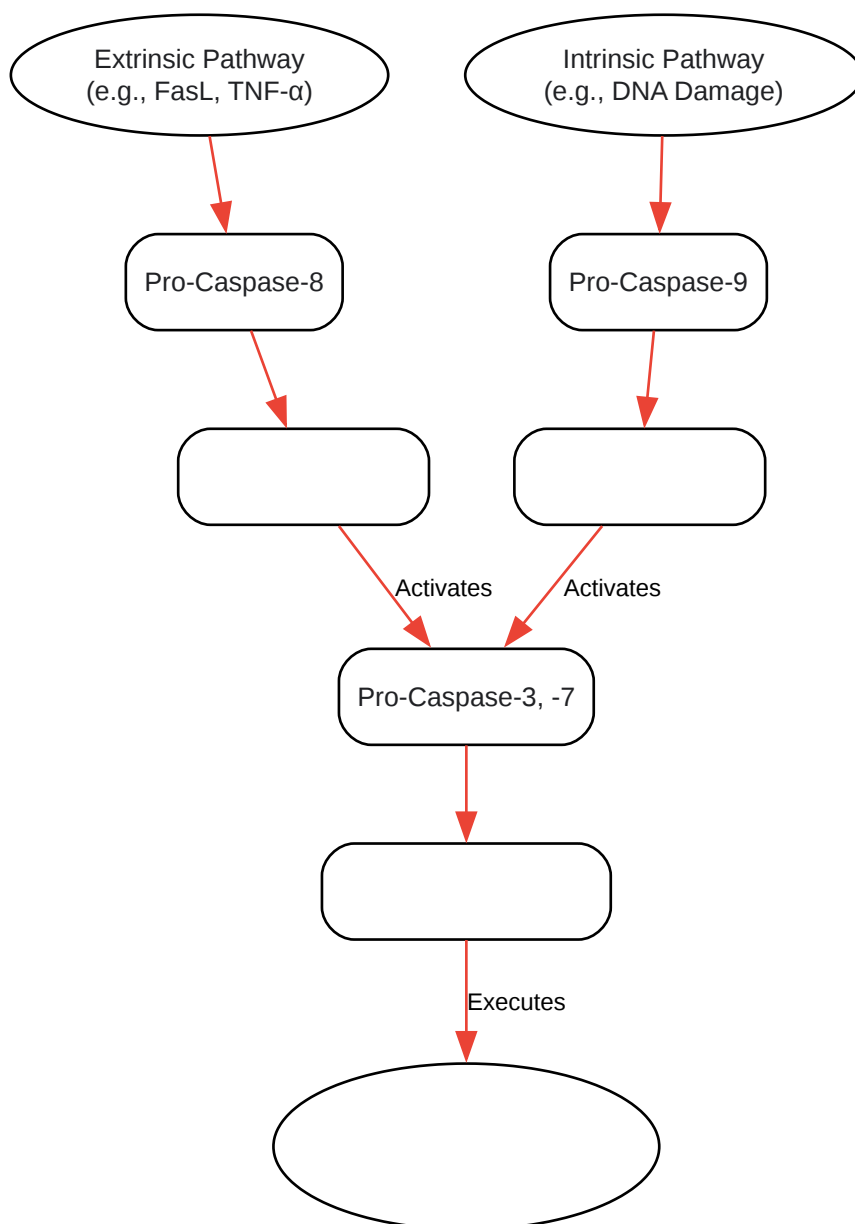 Extrinsic Pathway
(e.g., FasL, TNF-α)
Intrinsic Pathway
(e.g., DNA Damage)
Pro-Caspase-8
Pro-Caspase-9
Activates
Activates
Pro-Caspase-3, -7
Executes